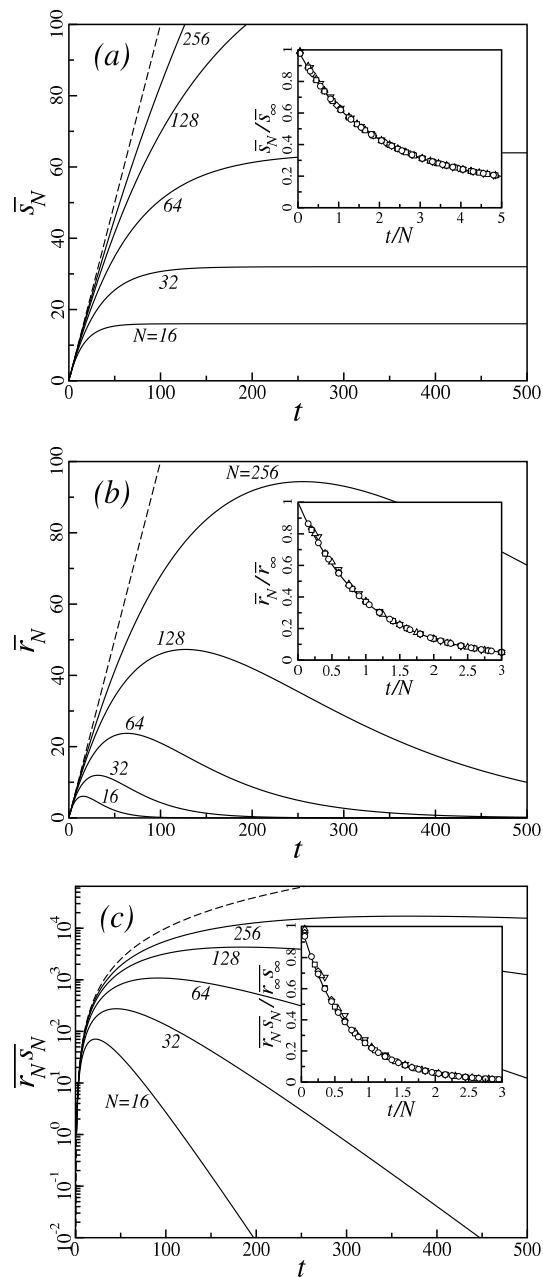 (a)
s̄_N
100
80
60
40
20
0
256
128
64
32
N=16
0 100 200 300 400 500
t
s̄_N/s̄_∞
1
0.8
0.6
0.4
0.2
0
0 1 2 3 4 5
t/N
(b)
r̄_N
100
80
60
40
20
0
N=256
128
64
32
16
0 100 200 300 400 500
t
r̄_N/r̄_∞
1
0.8
0.6
0.4
0.2
0
0 0.5 1 1.5 2 2.5 3
t/N
(c)
\overline{r_N s_N}
10^4
10^3
10^2
10^1
10^0
10^-1
10^-2
256
128
64
32
N=16
0 100 200 300 400 500
t
\overline{r_N s_N}/\overline{r_∞ s_∞}
1
0.8
0.6
0.4
0.2
0
0.5 1 1.5 2 2.5 3
t/N